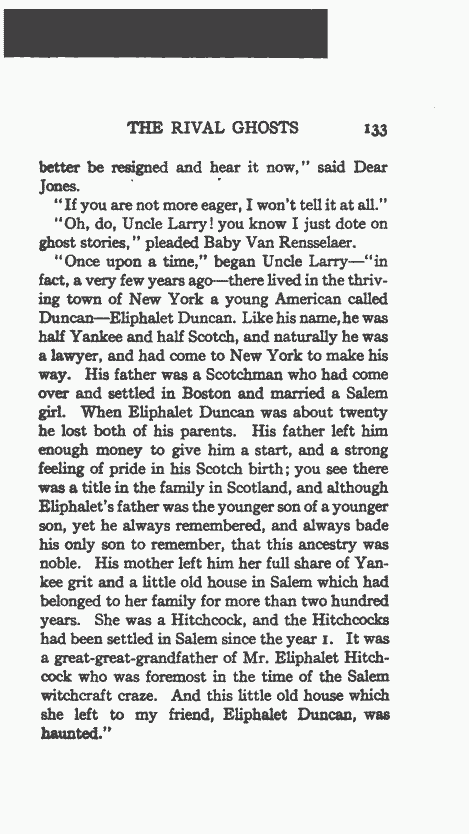 THE RIVAL GHOSTS 133
better be resigned and hear it now," said Dear
Jones.
"If you are not more eager, I won't tell it at all."
"Oh, do, Uncle Larry! you know I just dote on
ghost stories," pleaded Baby Van Rensselaer.
"Once upon a time," began Uncle Larry—"in
fact, a very few years ago—there lived in the thriv-
ing town of New York a young American called
Duncan—Eliphalet Duncan. Like his name, he was
half Yankee and half Scotch, and naturally he was
a lawyer, and had come to New York to make his
way. His father was a Scotchman who had come
over and settled in Boston and married a Salem
girl. When Eliphalet Duncan was about twenty
he lost both of his parents. His father left him
enough money to give him a start, and a strong
feeling of pride in his Scotch birth; you see there
was a title in the family in Scotland, and although
Eliphalet's father was the younger son of a younger
son, yet he always remembered, and always bade
his only son to remember, that this ancestry was
noble. His mother left him her full share of Yan-
kee grit and a little old house in Salem which had
belonged to her family for more than two hundred
years. She was a Hitchcock, and the Hitchcocks
had been settled in Salem since the year 1. It was
a great-great-grandfather of Mr. Eliphalet Hitch-
cock who was foremost in the time of the Salem
witchcraft craze. And this little old house which
she left to my friend, Eliphalet Duncan, was
haunted."